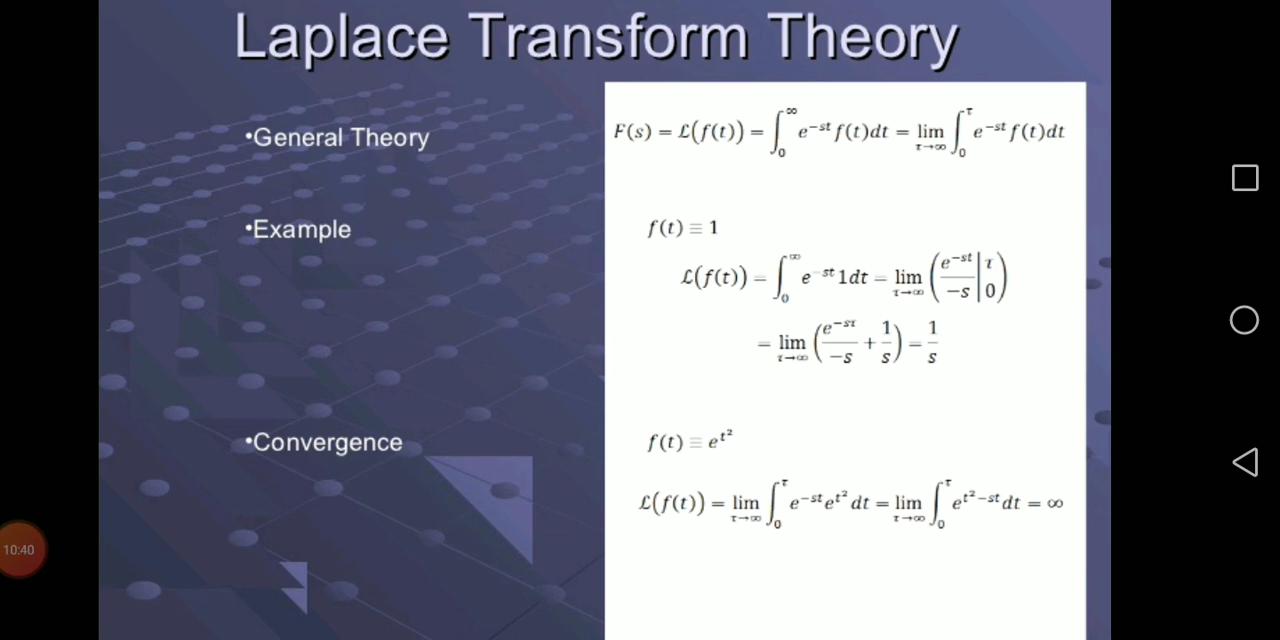 Laplace Transform Theory
•General Theory
F(s) = ℒ(f(t)) = ∫₀^∞ e^{−st} f(t)dt = lim_{τ→∞} ∫₀^τ e^{−st} f(t)dt
•Example
f(t) ≡ 1
ℒ(f(t)) = ∫₀^∞ e^{−st} 1dt = lim_{τ→∞} (e^{−st}/−s |₀^τ)
= lim_{τ→∞} (e^{−sτ}/−s + 1/s) = 1/s
•Convergence
f(t) ≡ e^{t²}
ℒ(f(t)) = lim_{τ→∞} ∫₀^τ e^{−st} e^{t²} dt = lim_{τ→∞} ∫₀^τ e^{t²−st} dt = ∞
10:40